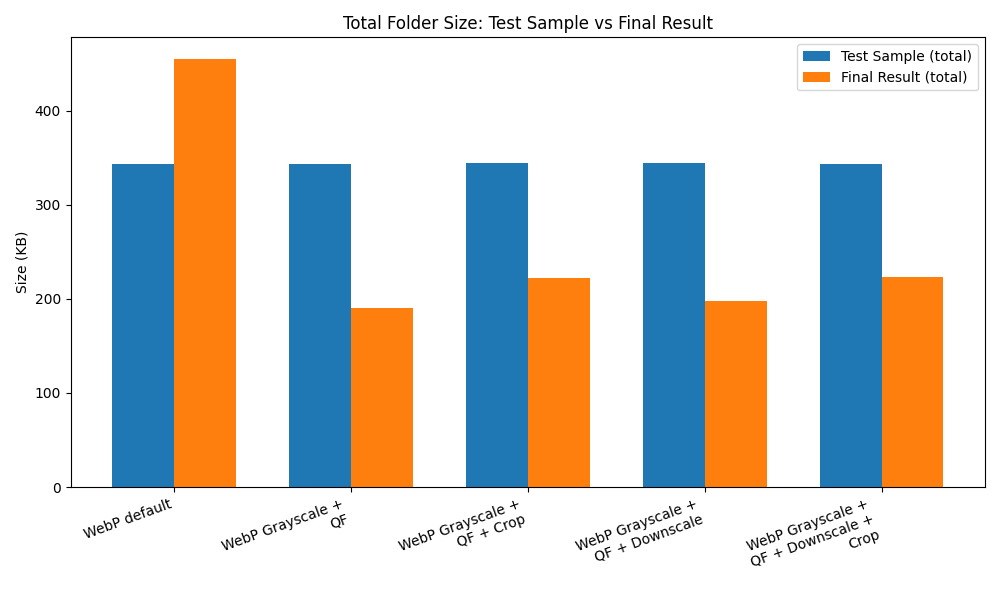 Total Folder Size: Test Sample vs Final Result
Test Sample (total)
Final Result (total)
Size (KB)
400
300
200
100
0
WebP default
WebP Grayscale +
QF
WebP Grayscale +
QF + Crop
WebP Grayscale +
QF + Downscale
WebP Grayscale +
QF + Downscale +
Crop